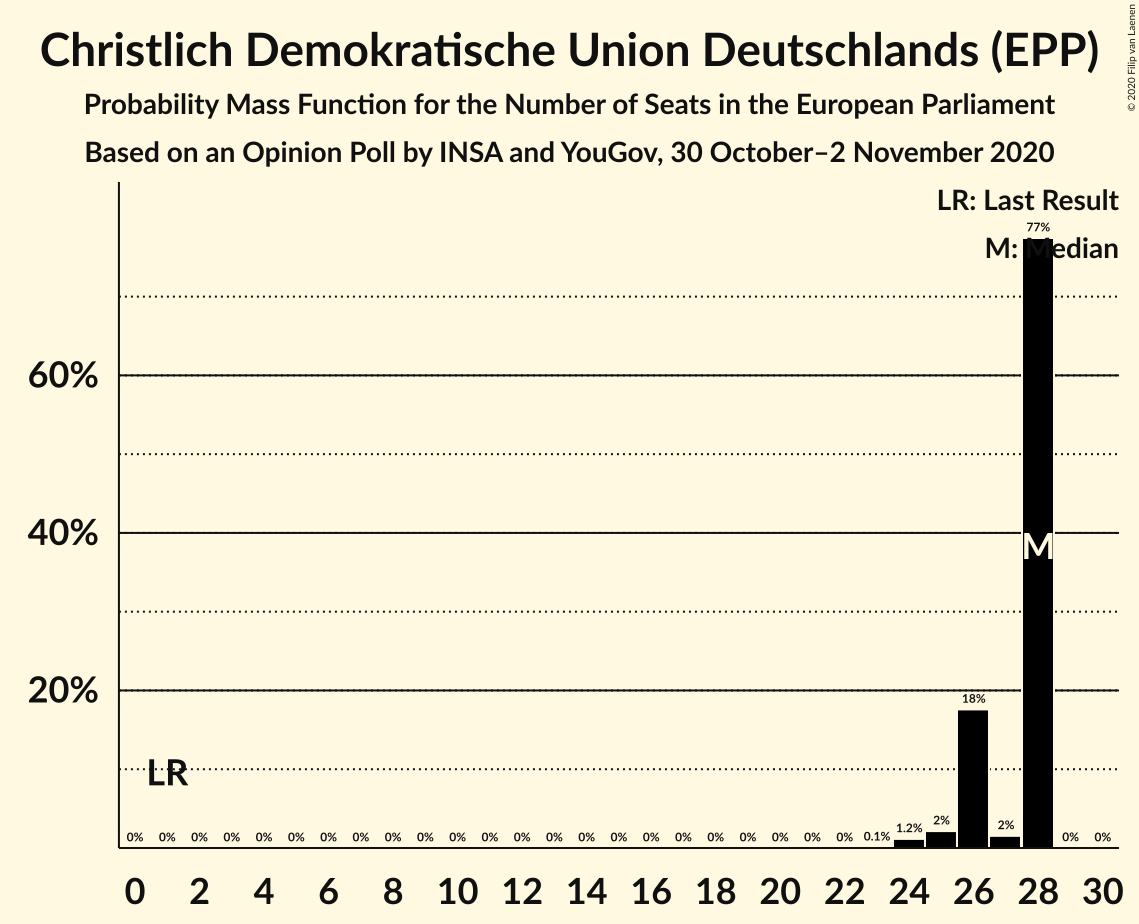 Christlich Demokratische Union Deutschlands (EPP)
Probability Mass Function for the Number of Seats in the European Parliament
Based on an Opinion Poll by INSA and YouGov, 30 October–2 November 2020
© 2020 Filip van Laenen
LR: Last Result
M: Median
77%
60%
40%
M
20%
18%
LR
0% 0% 0% 0% 0% 0% 0% 0% 0% 0% 0% 0% 0% 0% 0% 0% 0% 0% 0% 0% 0% 0% 0% 0.1% 1.2% 2% 2% 0% 0%
0 2 4 6 8 10 12 14 16 18 20 22 24 26 28 30